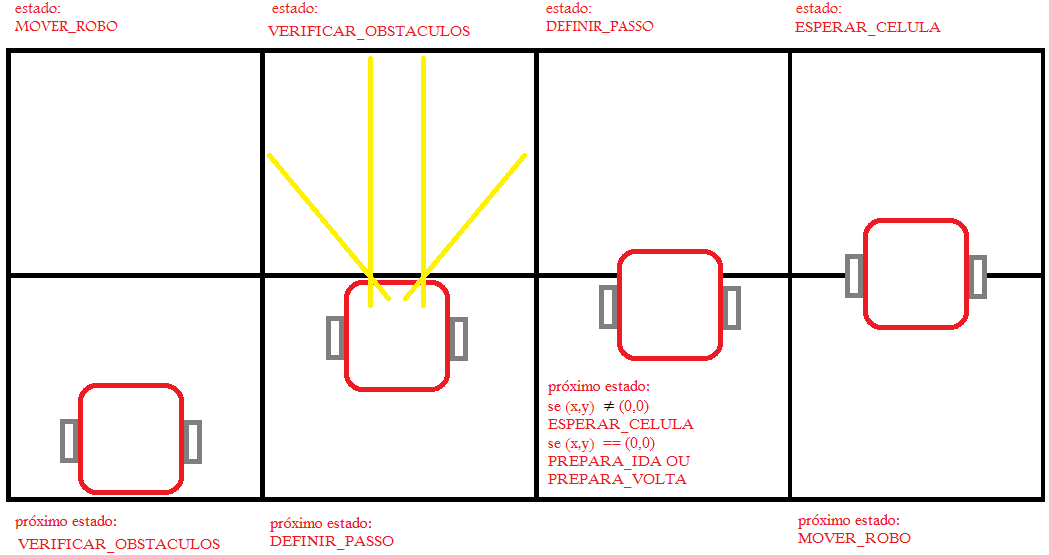 estado:
MOVER_ROBO
estado:
VERIFICAR_OBSTACULOS
estado:
DEFINIR_PASSO
estado:
ESPERAR_CELULA
próximo estado:
se (x,y) ≠ (0,0)
ESPERAR_CELULA
se (x,y) == (0,0)
PREPARA_IDA OU
PREPARA_VOLTA
próximo estado:
VERIFICAR_OBSTACULOS
próximo estado:
DEFINIR_PASSO
próximo estado:
MOVER_ROBO